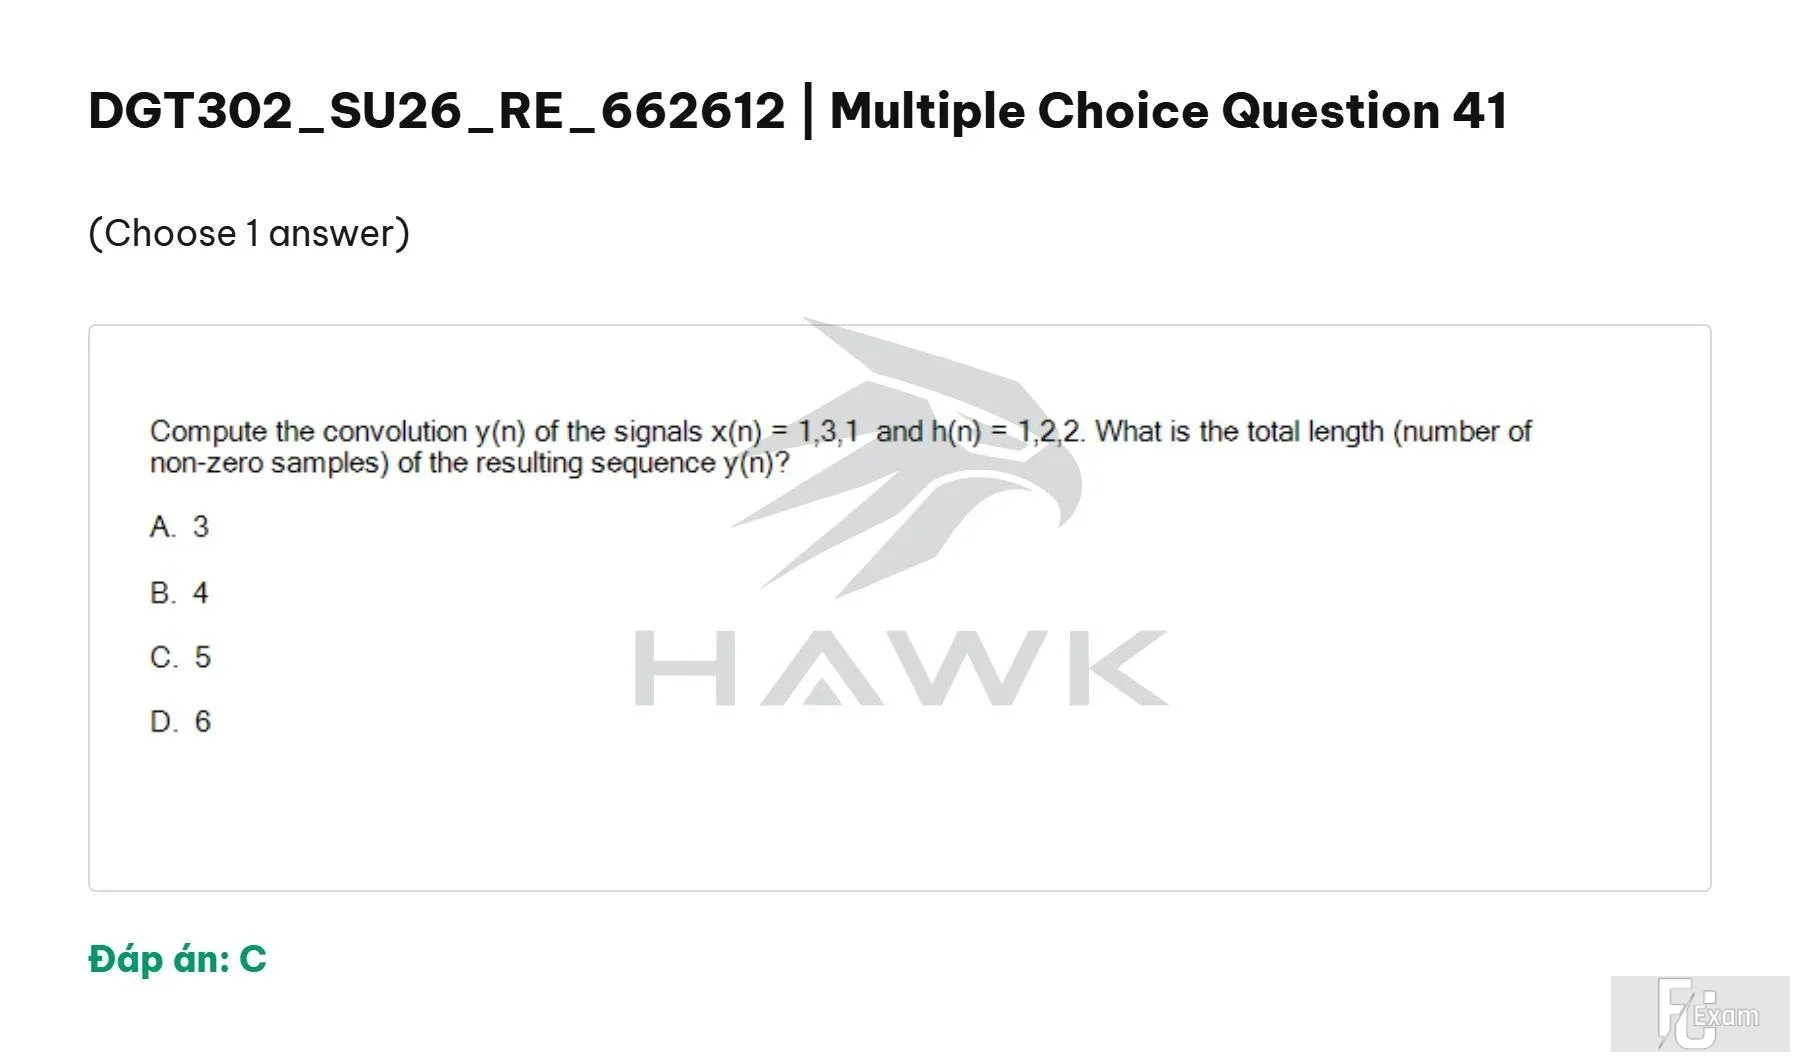 DGT302_SU26_RE_662612 | Multiple Choice Question 41
(Choose 1 answer)
Compute the convolution y(n) of the signals x(n) = 1,3,1 and h(n) = 1,2,2. What is the total length (number of
non-zero samples) of the resulting sequence y(n)?
A. 3
B. 4
C. 5
D. 6
HAWK
Đáp án: C
FC Exam